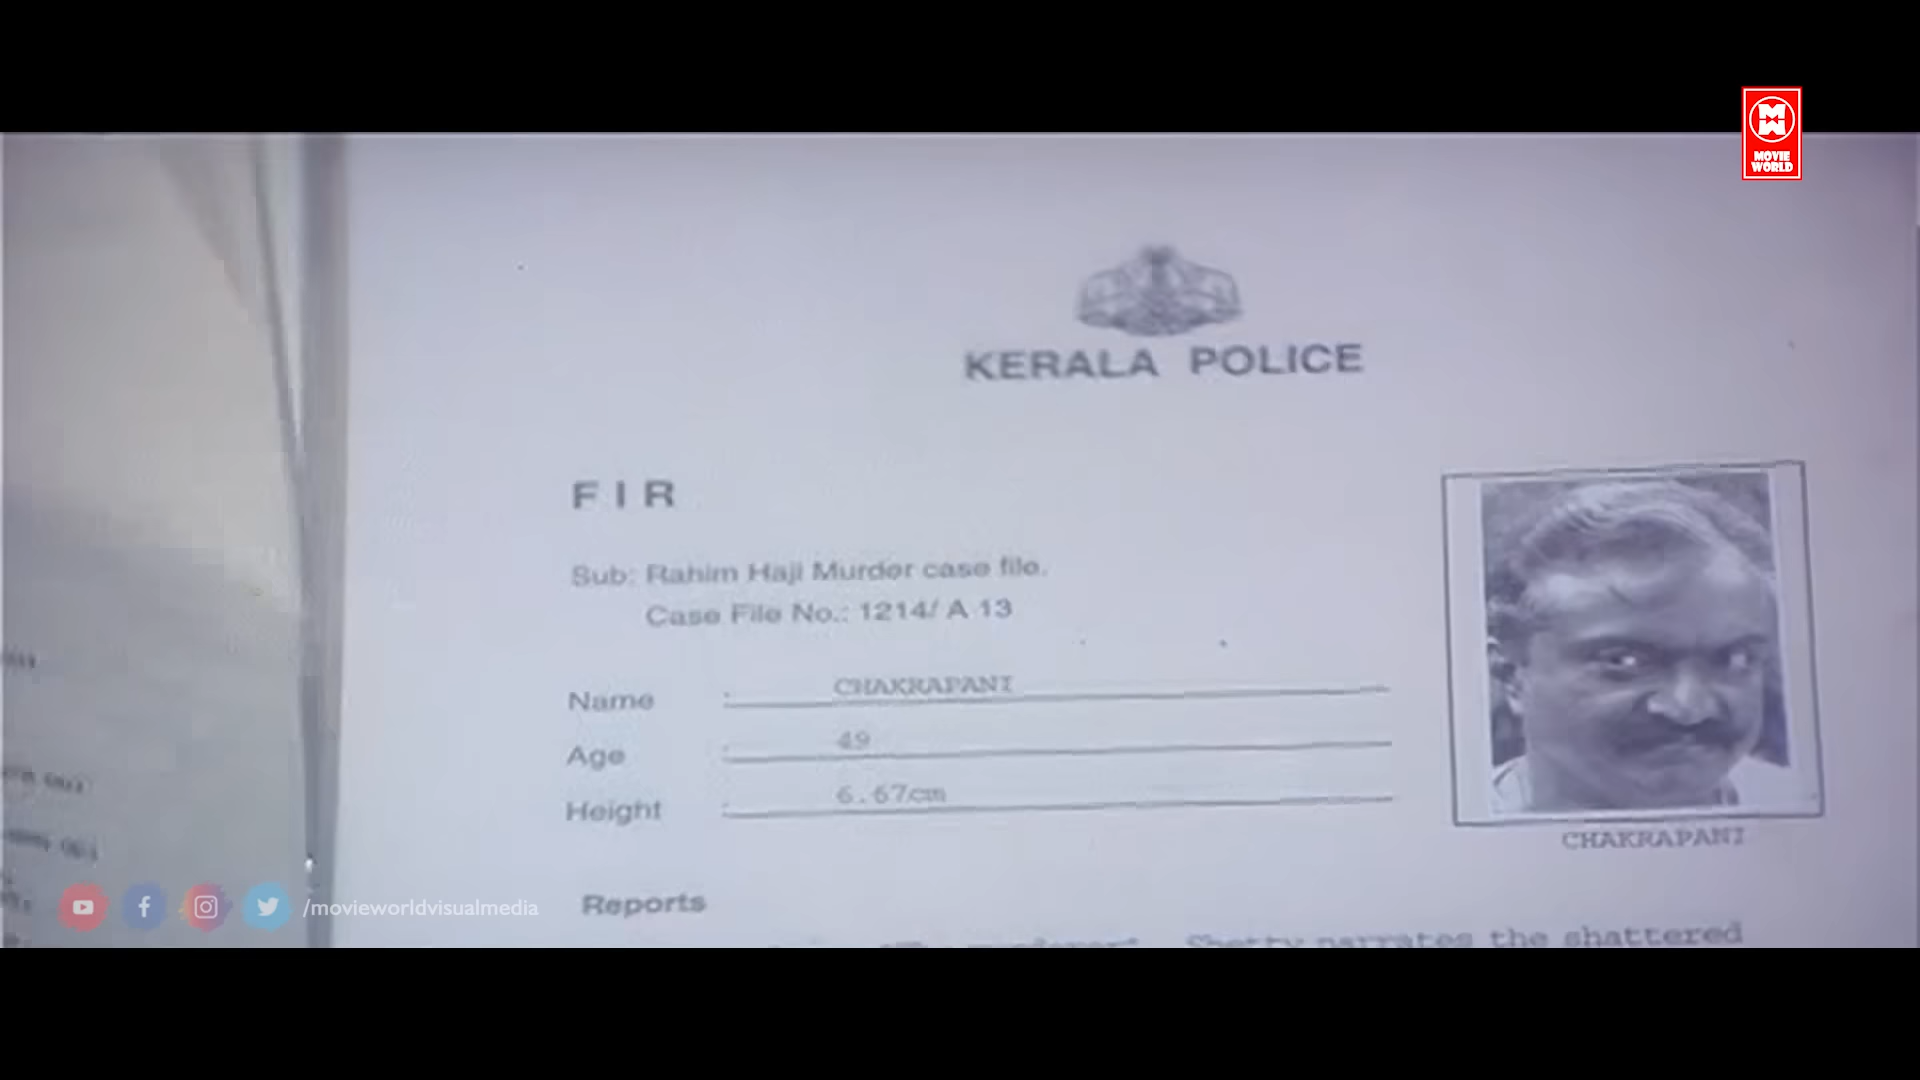 MOVIE
WORLD
KERALA POLICE
F I R
Sub: Rahim Haji Murder case file.
Case File No.: 1214/ A 13
Name : CHAKRAPANI
Age : 49
Height : 6.67cm
CHAKRAPANI
Reports
Shetty narrates the shattered
/movieworldvisualmedia